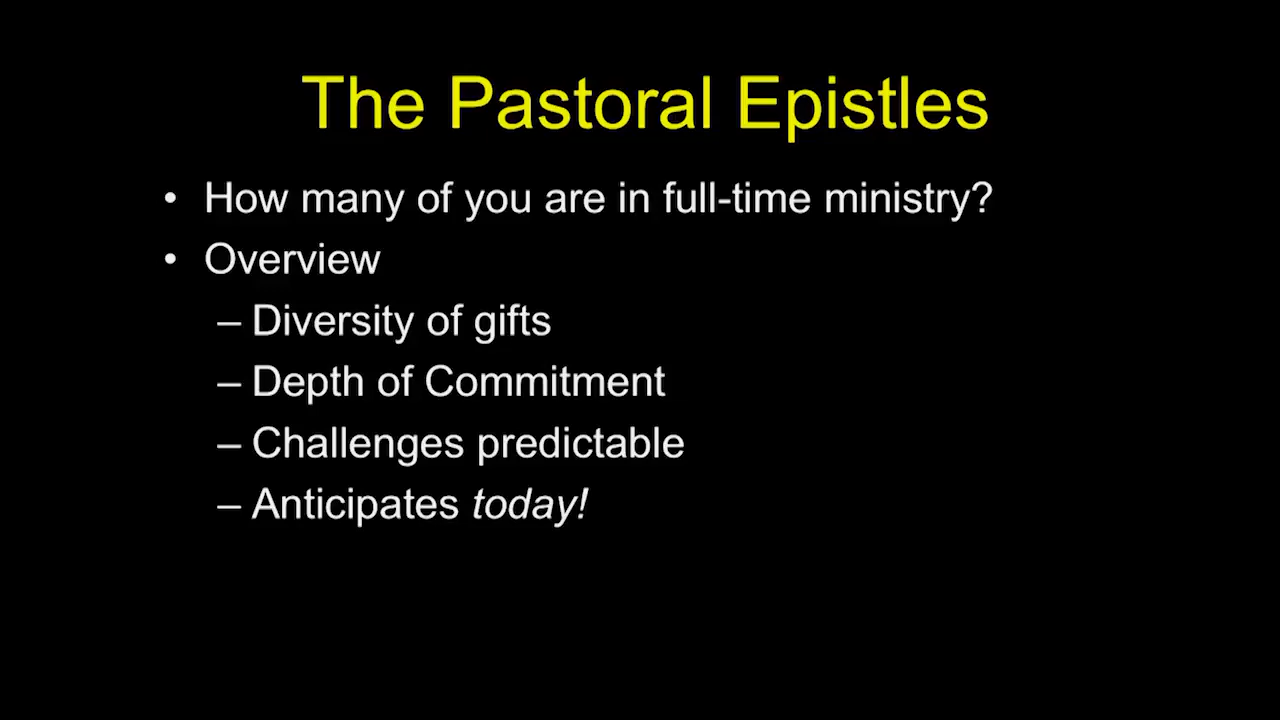 The Pastoral Epistles
• How many of you are in full-time ministry?
• Overview
– Diversity of gifts
– Depth of Commitment
– Challenges predictable
– Anticipates today!